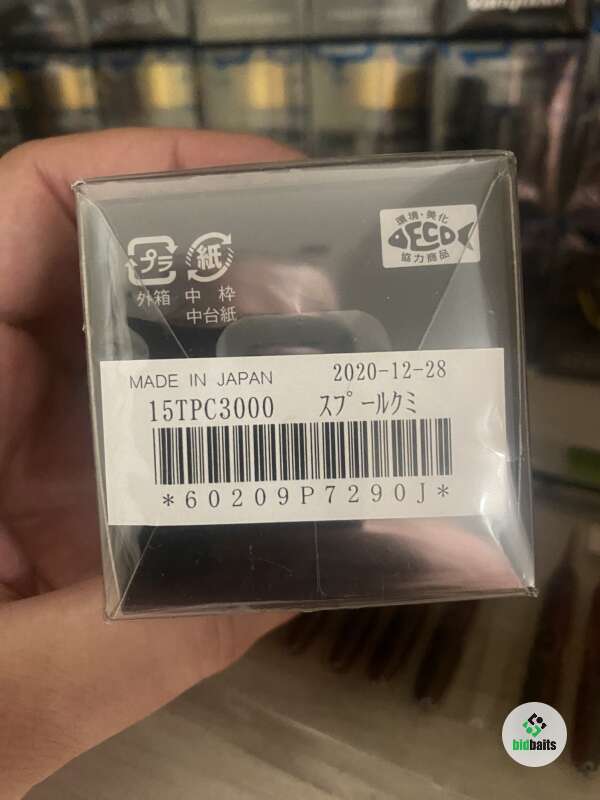 環境・美化
ECO
協力商品
プラ 紙
外箱 中 枠
中台紙
MADE IN JAPAN 2020-12-28
15TPC3000 スプールクミ
*60209P7290J*
bidbaits